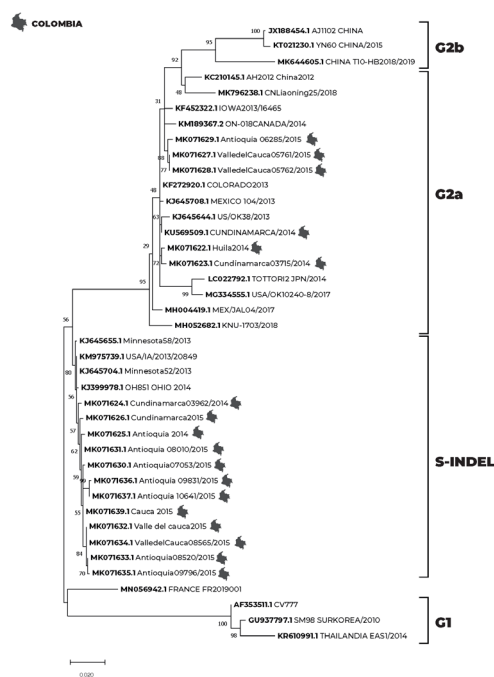 COLOMBIA
100
JX188454.1 AJ1102 CHINA
95
KT021230.1 YN60 CHINA/2015
G2b
92
MK644605.1 CHINA T10-HB2018/2019
KC210145.1 AH2012 China2012
48
MK796238.1 CNLiaoning25/2018
31
KF452322.1 IOWA2013/16465
KM189367.2 ON-018CANADA/2014
MK071629.1 Antioquia 06285/2015
88
MK071627.1 ValledelCauca05761/2015
77
MK071628.1 ValledelCauca05762/2015
KF272920.1 COLORADO2013
48
G2a
KJ645708.1 MEXICO 104/2013
63
KJ645644.1 US/OK38/2013
KU569509.1 CUNDINAMARCA/2014
29
MK071622.1 Huila2014
72
MK071623.1 Cundinamarca03715/2014
LC022792.1 TOTTORI2 JPN/2014
95
99
MG334555.1 USA/OK10240-8/2017
MH004419.1 MEX/JAL04/2017
56
MH052682.1 KNU-1703/2018
KJ645655.1 Minnesota58/2013
KM975739.1 USA/IA/2013/20849
80
KJ645704.1 Minnesota52/2013
KJ399978.1 OH851 OHIO 2014
36
MK071624.1 Cundinamarca03962/2014
MK071626.1 Cundinamarca2015
57
MK071625.1 Antioquia 2014
62
MK071631.1 Antioquia 08010/2015
S-INDEL
MK071630.1 Antioquia07053/2015
59
MK071636.1 Antioquia 09831/2015
MK071637.1 Antioquia 10641/2015
55
MK071639.1 Cauca 2015
MK071632.1 Valle del cauca2015
MK071634.1 ValledelCauca08565/2015
84
MK071633.1 Antioquia08520/2015
70
MK071635.1 Antioquia09796/2015
MN056942.1 FRANCE FR2019001
AF353511.1 CV777
100
GU937797.1 SM98 SURKOREA/2010
G1
98
KR610991.1 THAILANDIA EAS1/2014
0.020